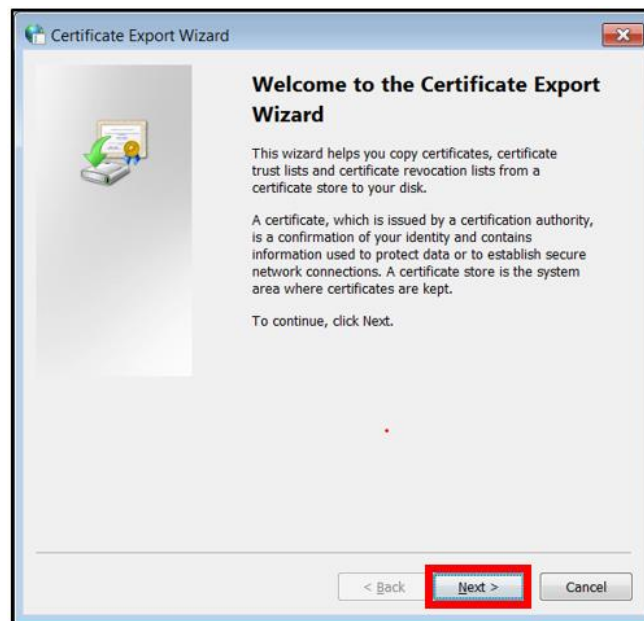 Certificate Export Wizard
Welcome to the Certificate Export
Wizard
This wizard helps you copy certificates, certificate
trust lists and certificate revocation lists from a
certificate store to your disk.
A certificate, which is issued by a certification authority,
is a confirmation of your identity and contains
information used to protect data or to establish secure
network connections. A certificate store is the system
area where certificates are kept.
To continue, click Next.
< Back
Next >
Cancel